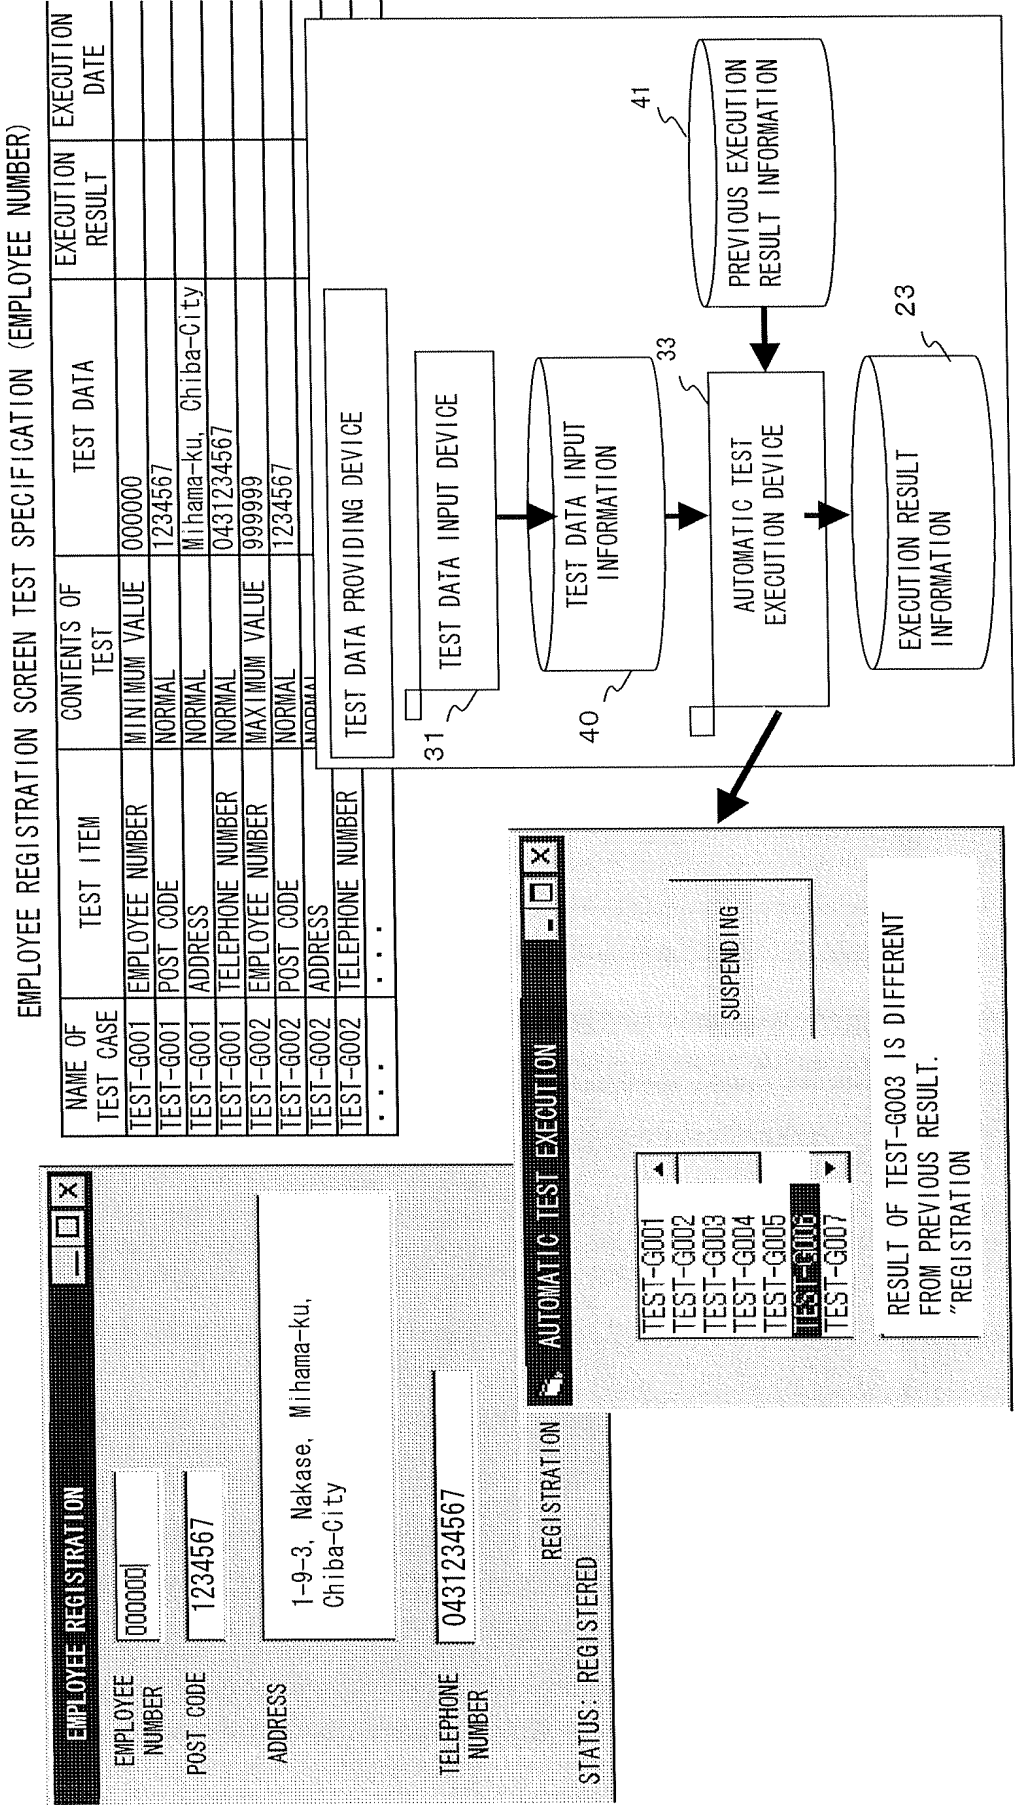 EMPLOYEE REGISTRATION SCREEN TEST SPECIFICATION (EMPLOYEE NUMBER)
NAME OF TEST CASE TEST ITEM CONTENTS OF TEST TEST DATA EXECUTION RESULT EXECUTION DATE
TEST-G001 EMPLOYEE NUMBER MINIMUM VALUE 000000
TEST-G001 POST CODE NORMAL 1234567
TEST-G001 ADDRESS NORMAL Mihama-ku, Chiba-City
TEST-G001 TELEPHONE NUMBER NORMAL 0431234567
TEST-G002 EMPLOYEE NUMBER MAXIMUM VALUE 999999
TEST-G002 POST CODE NORMAL 1234567
TEST-G002 ADDRESS NORMAL
TEST-G002 TELEPHONE NUMBER
... ...
EMPLOYEE REGISTRATION
EMPLOYEE NUMBER 000000
POST CODE 1234567
ADDRESS 1-9-3, Nakase, Mihama-ku,
Chiba-City
TELEPHONE NUMBER 0431234567
REGISTRATION
STATUS: REGISTERED
AUTOMATIC TEST EXECUTION
TEST-G001
TEST-G002
TEST-G003
TEST-G004
TEST-G005
TEST-G006
TEST-G007
SUSPENDING
RESULT OF TEST-G003 IS DIFFERENT
FROM PREVIOUS RESULT.
"REGISTRATION
TEST DATA PROVIDING DEVICE
31
TEST DATA INPUT DEVICE
40
TEST DATA INPUT
INFORMATION
33
AUTOMATIC TEST
EXECUTION DEVICE
41
PREVIOUS EXECUTION
RESULT INFORMATION
23
EXECUTION RESULT
INFORMATION